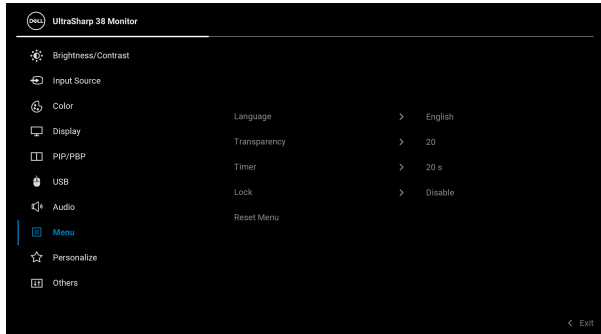 DELL UltraSharp 38 Monitor
Brightness/Contrast
Input Source
Color
Language > English
Display
Transparency > 20
PIP/PBP
Timer > 20 s
USB
Lock > Disable
Audio
Reset Menu
Menu
Personalize
Others
< Exit